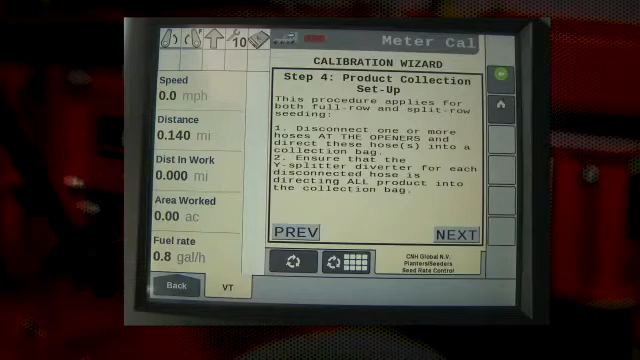 10
Meter Cal
CALIBRATION WIZARD
Step 4: Product Collection
Set-Up
This procedure applies for
both full-row and split-row
seeding:
1. Disconnect one or more
hoses AT THE OPENERS and
direct these hose(s) into a
collection bag.
2. Ensure that the
Y-splitter diverter for each
disconnected hose is
directing ALL product into
the collection bag.
PREV
NEXT
Speed
0.0 mph
Distance
0.140 mi
Dist In Work
0.000 mi
Area Worked
0.00 ac
Fuel rate
0.8 gal/h
CNH Global N.V.
Planters/Seeders
Seed Rate Control
Back
VT